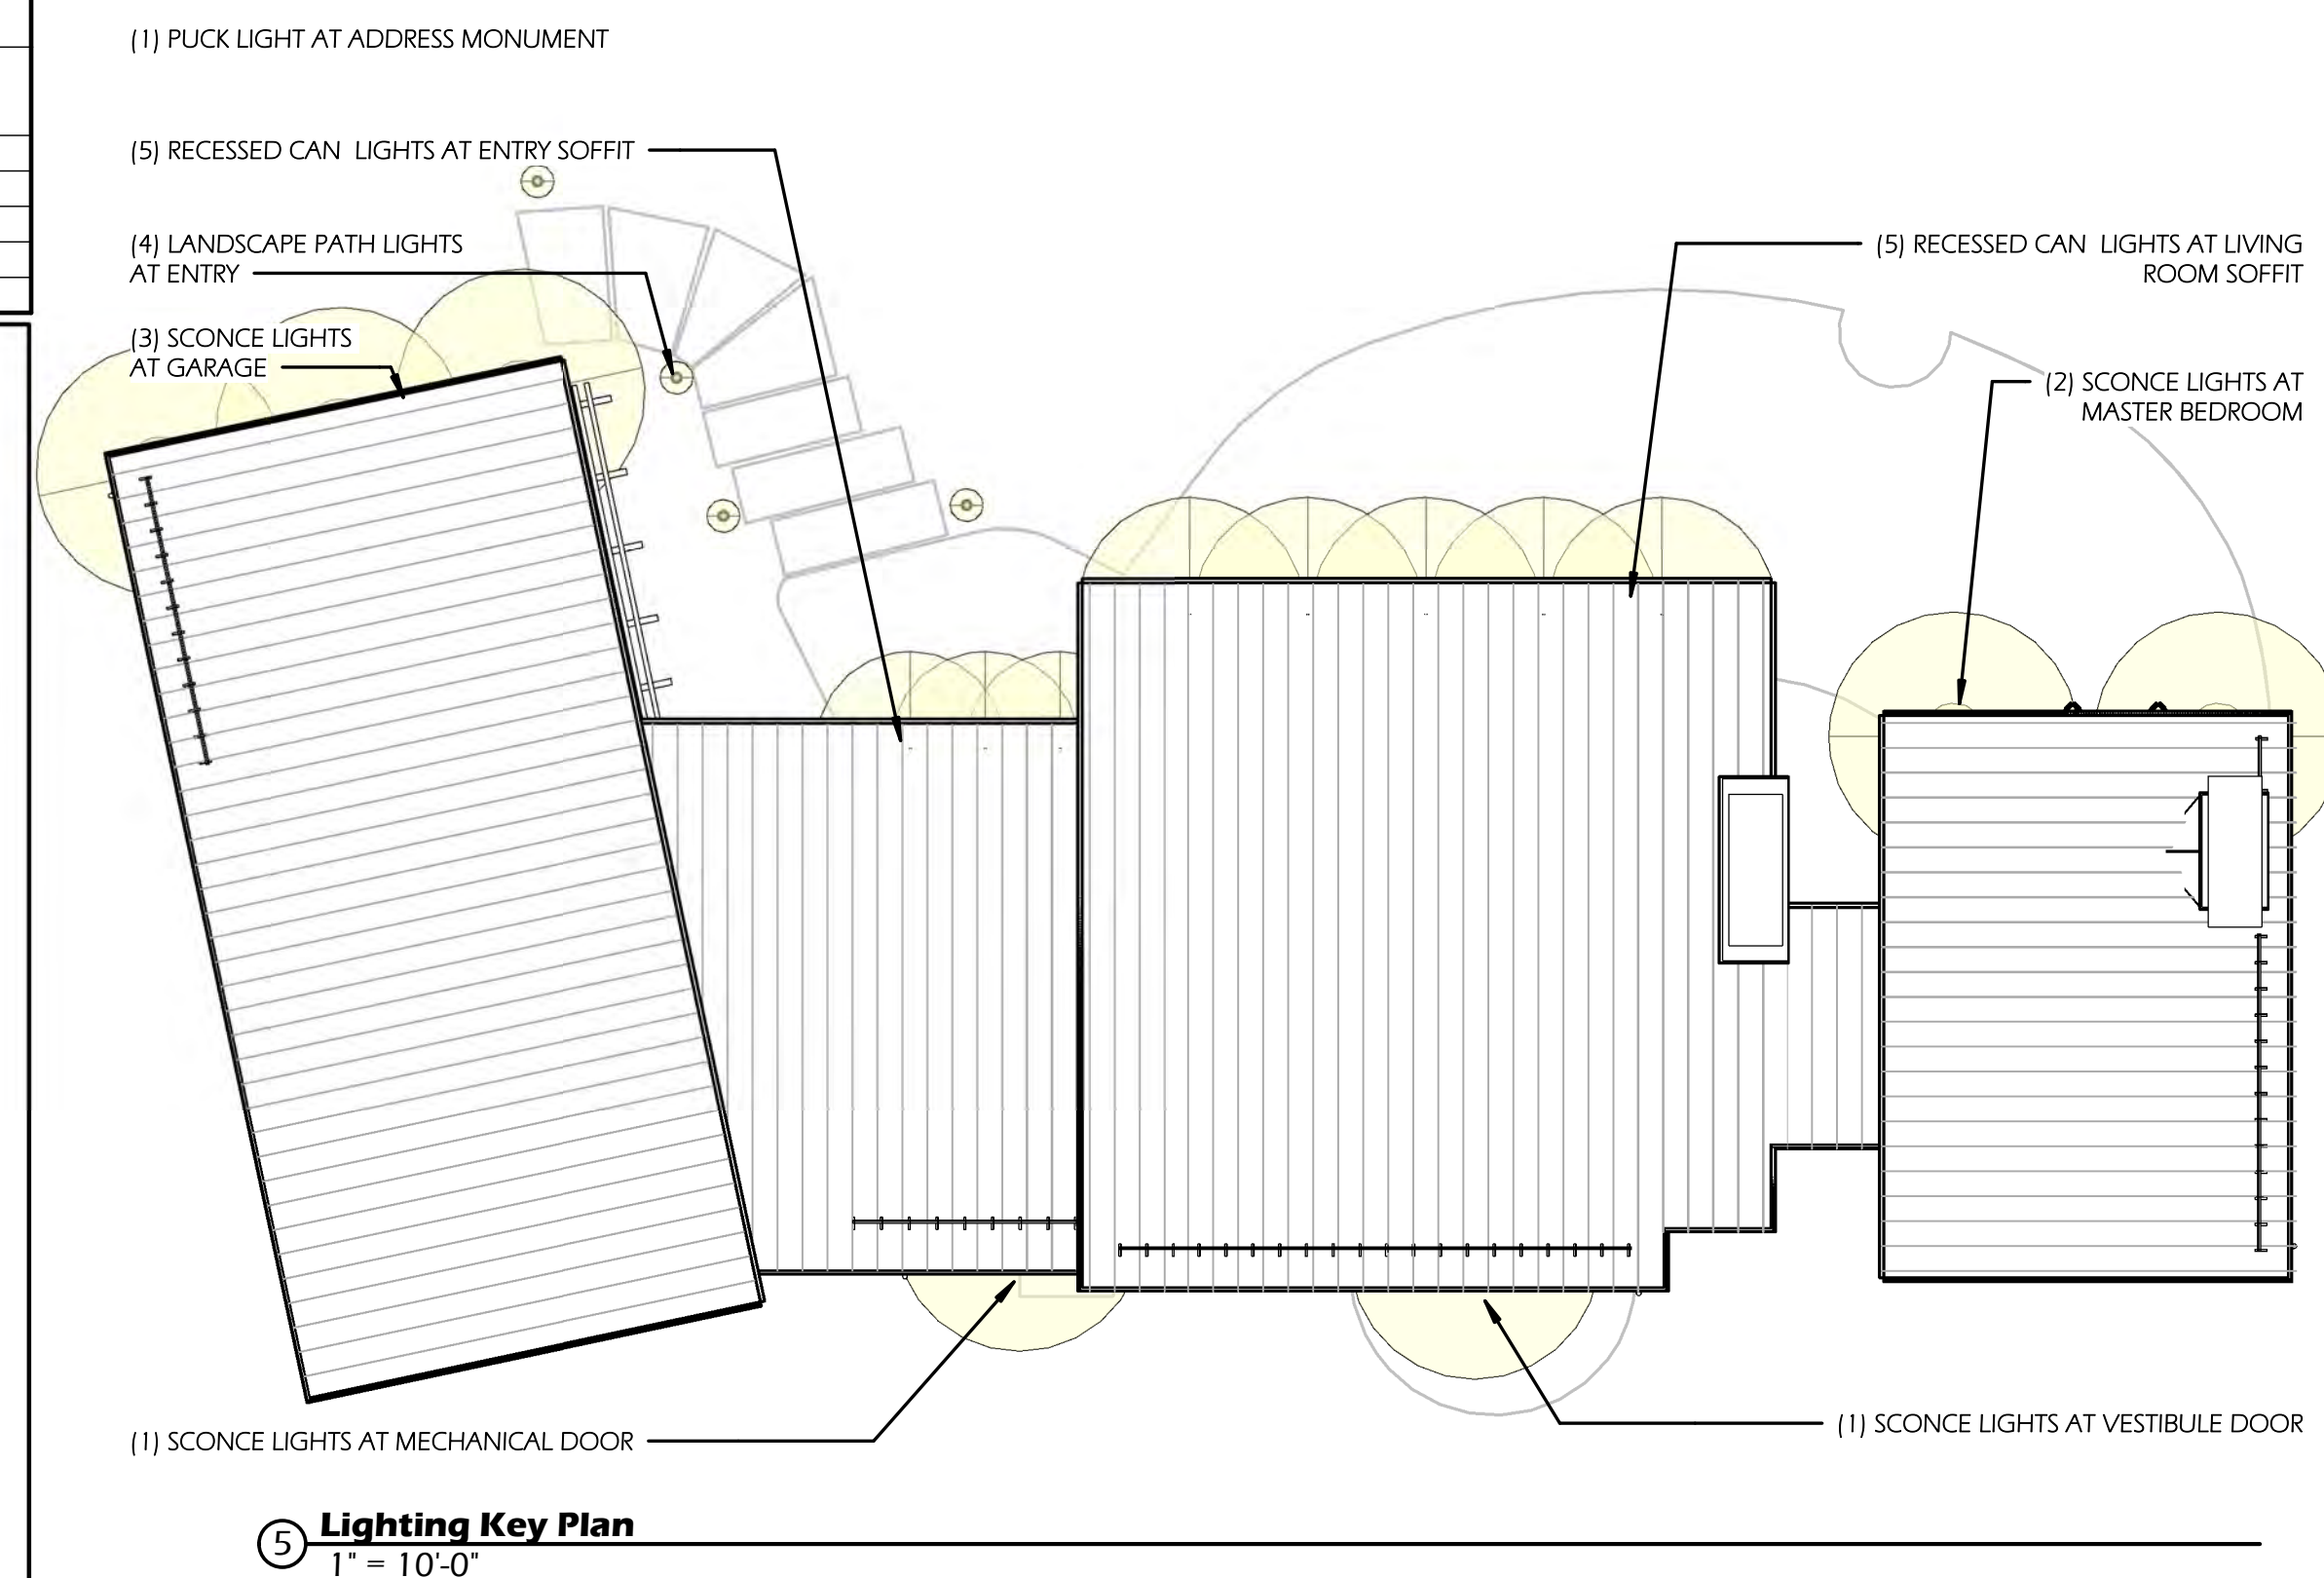 (1) PUCK LIGHT AT ADDRESS MONUMENT
(5) RECESSED CAN LIGHTS AT ENTRY SOFFIT
(4) LANDSCAPE PATH LIGHTS
AT ENTRY
(3) SCONCE LIGHTS
AT GARAGE
(5) RECESSED CAN LIGHTS AT LIVING
ROOM SOFFIT
(2) SCONCE LIGHTS AT
MASTER BEDROOM
(1) SCONCE LIGHTS AT MECHANICAL DOOR
(1) SCONCE LIGHTS AT VESTIBULE DOOR
5 Lighting Key Plan
1" = 10'-0"